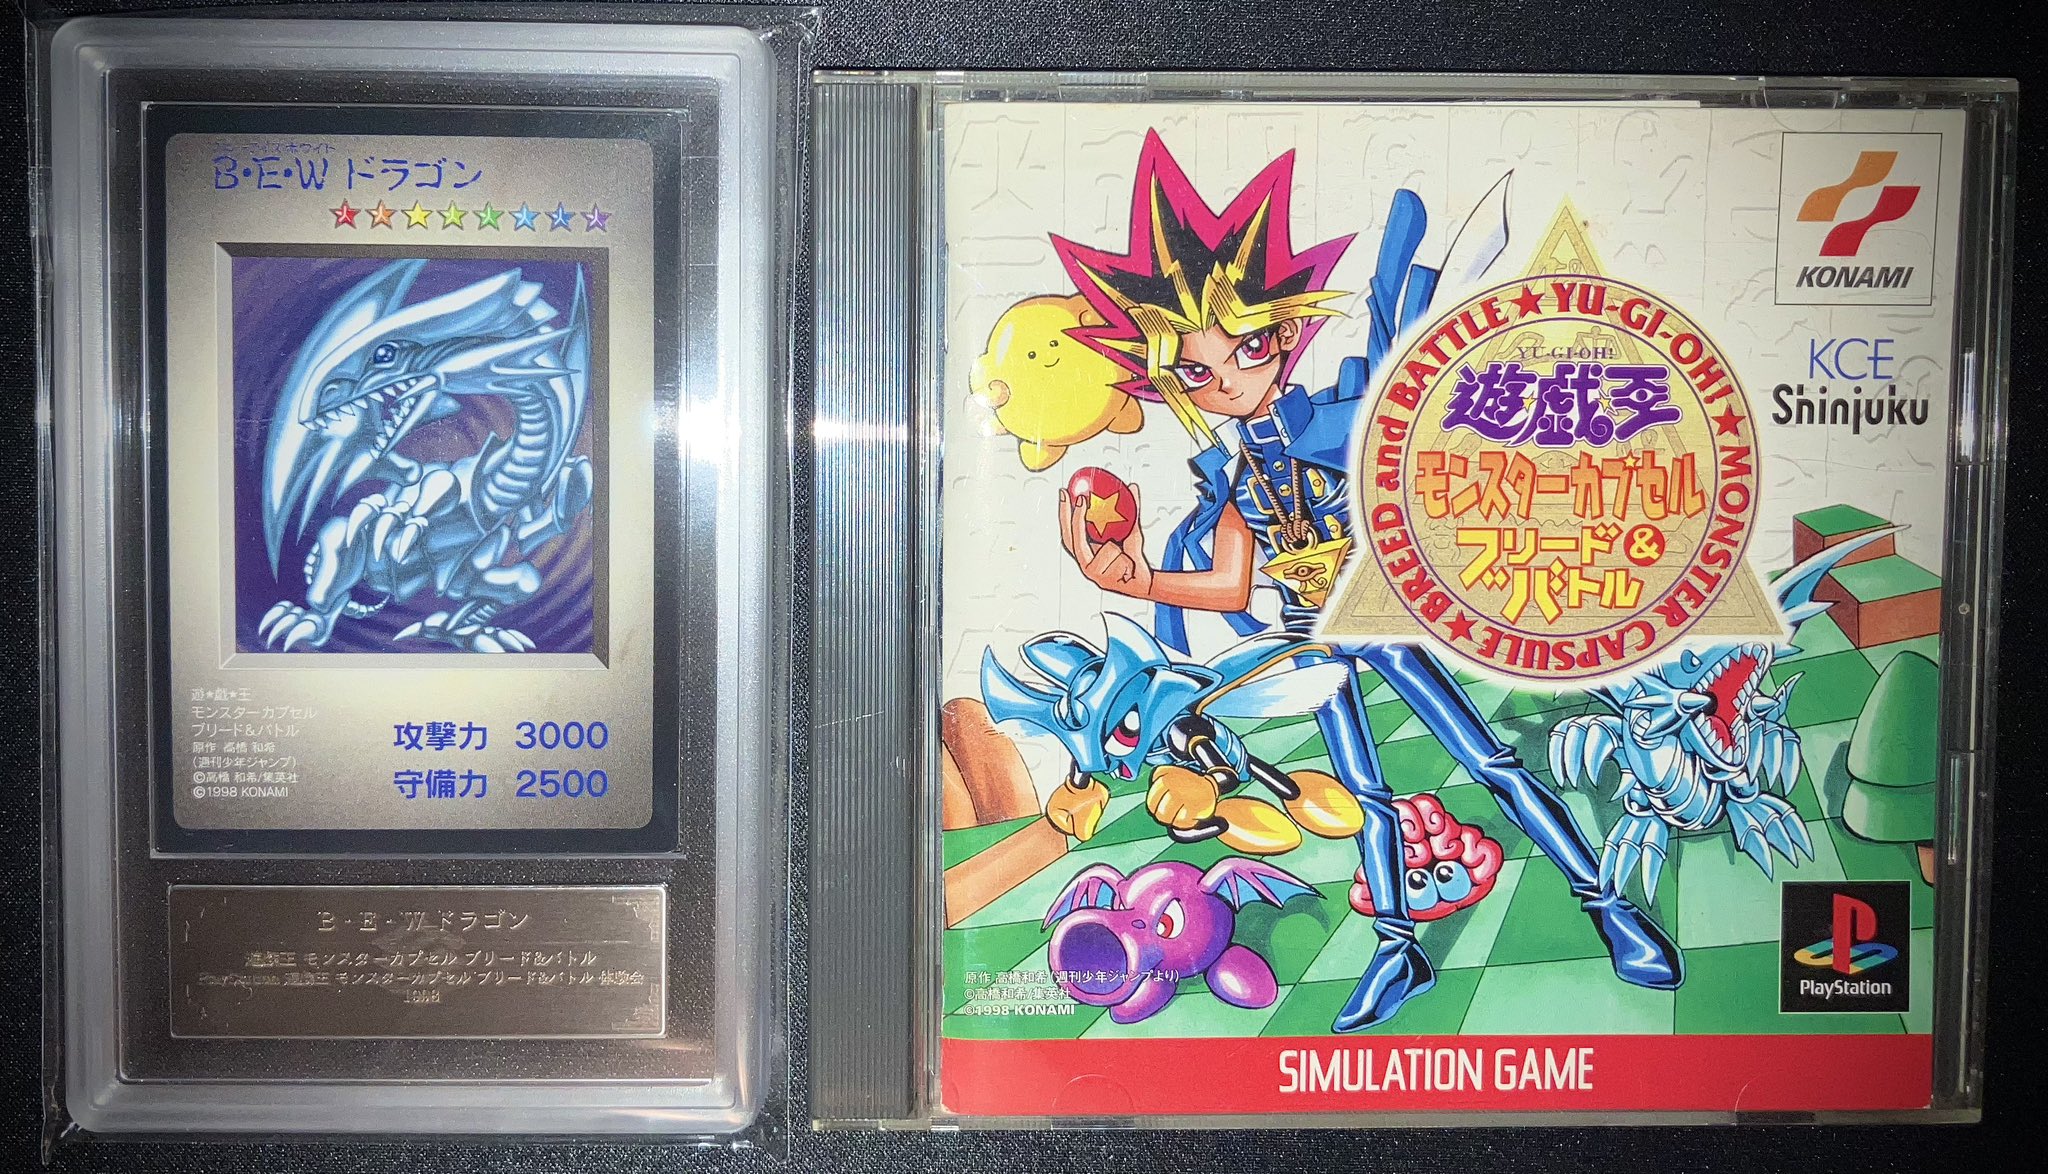 B・E・W ドラゴン
遊★戯★王
モンスターカプセル
ブリード&バトル
原作 高橋 和希
(週刊少年ジャンプ)
©高橋 和希/集英社
©1998 KONAMI
攻撃力 3000
守備力 2500
B・E・W ドラゴン
遊戯王 モンスターカプセル ブリード&バトル
遊戯王 モンスターカプセル ブリード&バトル 体験会
1998
KONAMI
KCE
Shinjuku
BREED and BATTLE★YU-GI-OH!★MONSTER CAPSULE★
YU-GI-OH!
遊★戯★王
モンスターカプセル
ブリード&
バトル
原作 高橋和希(週刊少年ジャンプより)
©高橋和希/集英社
©1998 KONAMI
PlayStation
SIMULATION GAME